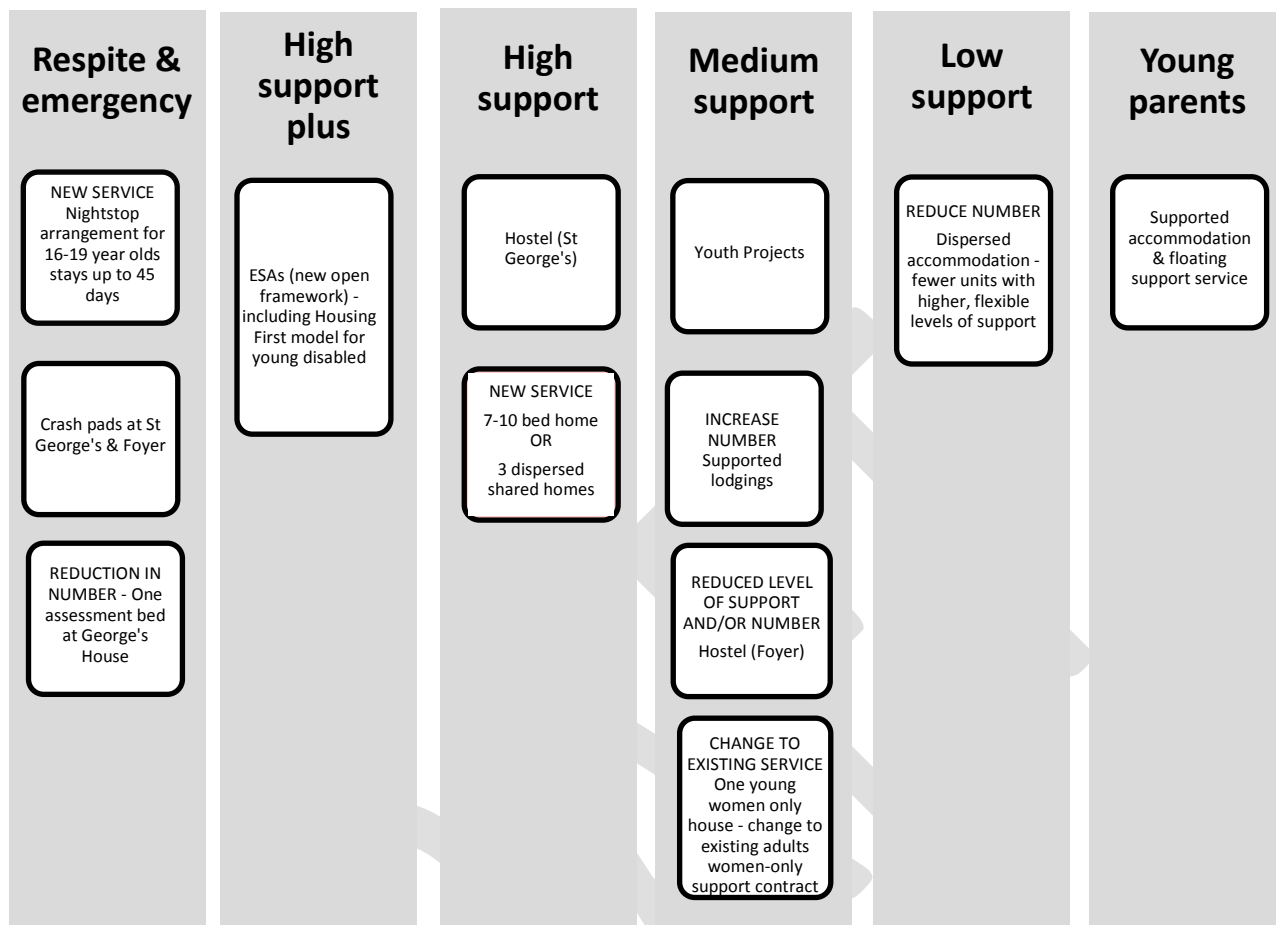 Respite &
emergency
NEW SERVICE
Nightstop
arrangement for
16-19 year olds
stays up to 45
days
Crash pads at St
George's & Foyer
REDUCTION IN
NUMBER - One
assessment bed
at George's
House
High
support
plus
ESAs (new open
framework) -
including Housing
First model for
young disabled
High
support
Hostel (St
George's)
NEW SERVICE
7-10 bed home
OR
3 dispersed
shared homes
Medium
support
Youth Projects
INCREASE
NUMBER
Supported
lodgings
REDUCED LEVEL
OF SUPPORT
AND/OR NUMBER
Hostel (Foyer)
CHANGE TO
EXISTING SERVICE
One young
women only
house - change to
existing adults
women-only
support contract
Low
support
REDUCE NUMBER
Dispersed
accommodation -
fewer units with
higher, flexible
levels of support
Young
parents
Supported
accommodation
& floating
support service